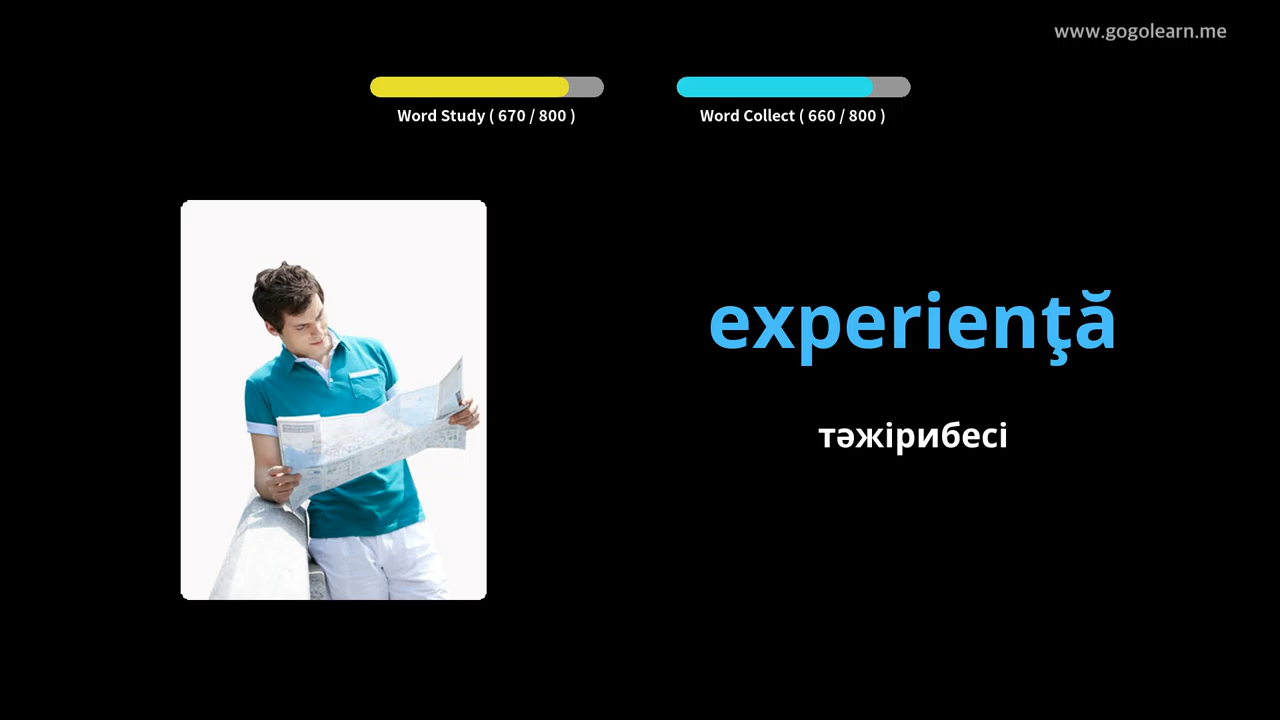 www.gogolearn.me
Word Study ( 670 / 800 )
Word Collect ( 660 / 800 )
experienţă
тәжірибесі